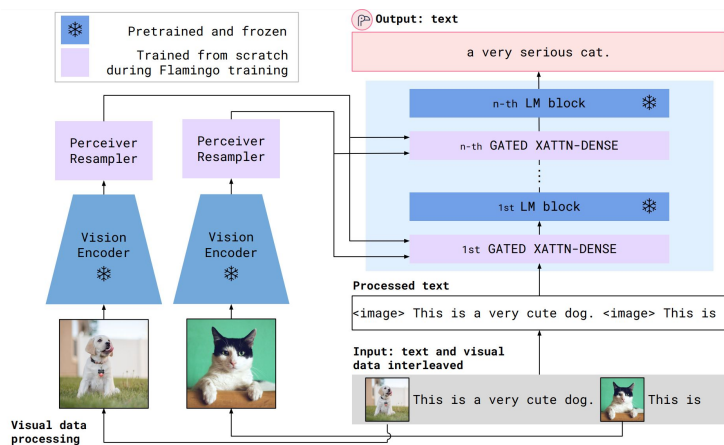 Pretrained and frozen
Trained from scratch
during Flamingo training
Output: text
a very serious cat.
n-th LM block
n-th GATED XATTN-DENSE
1st LM block
1st GATED XATTN-DENSE
Perceiver
Resampler
Perceiver
Resampler
Vision
Encoder
Vision
Encoder
Processed text
<image> This is a very cute dog. <image> This is
Input: text and visual
data interleaved
This is a very cute dog.
This is
Visual data
processing